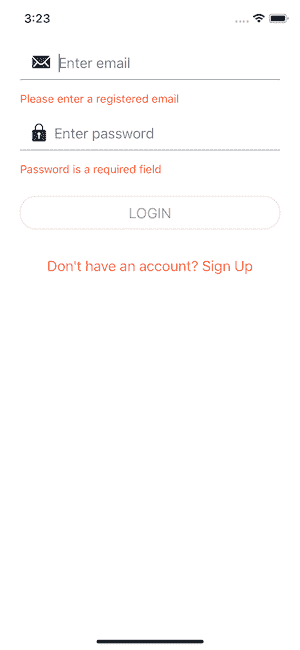 3:23
Enter email
Please enter a registered email
Enter password
Password is a required field
LOGIN
Don't have an account? Sign Up